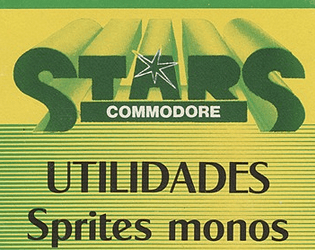 STARS
COMMODORE
UTILIDADES
Sprites monos